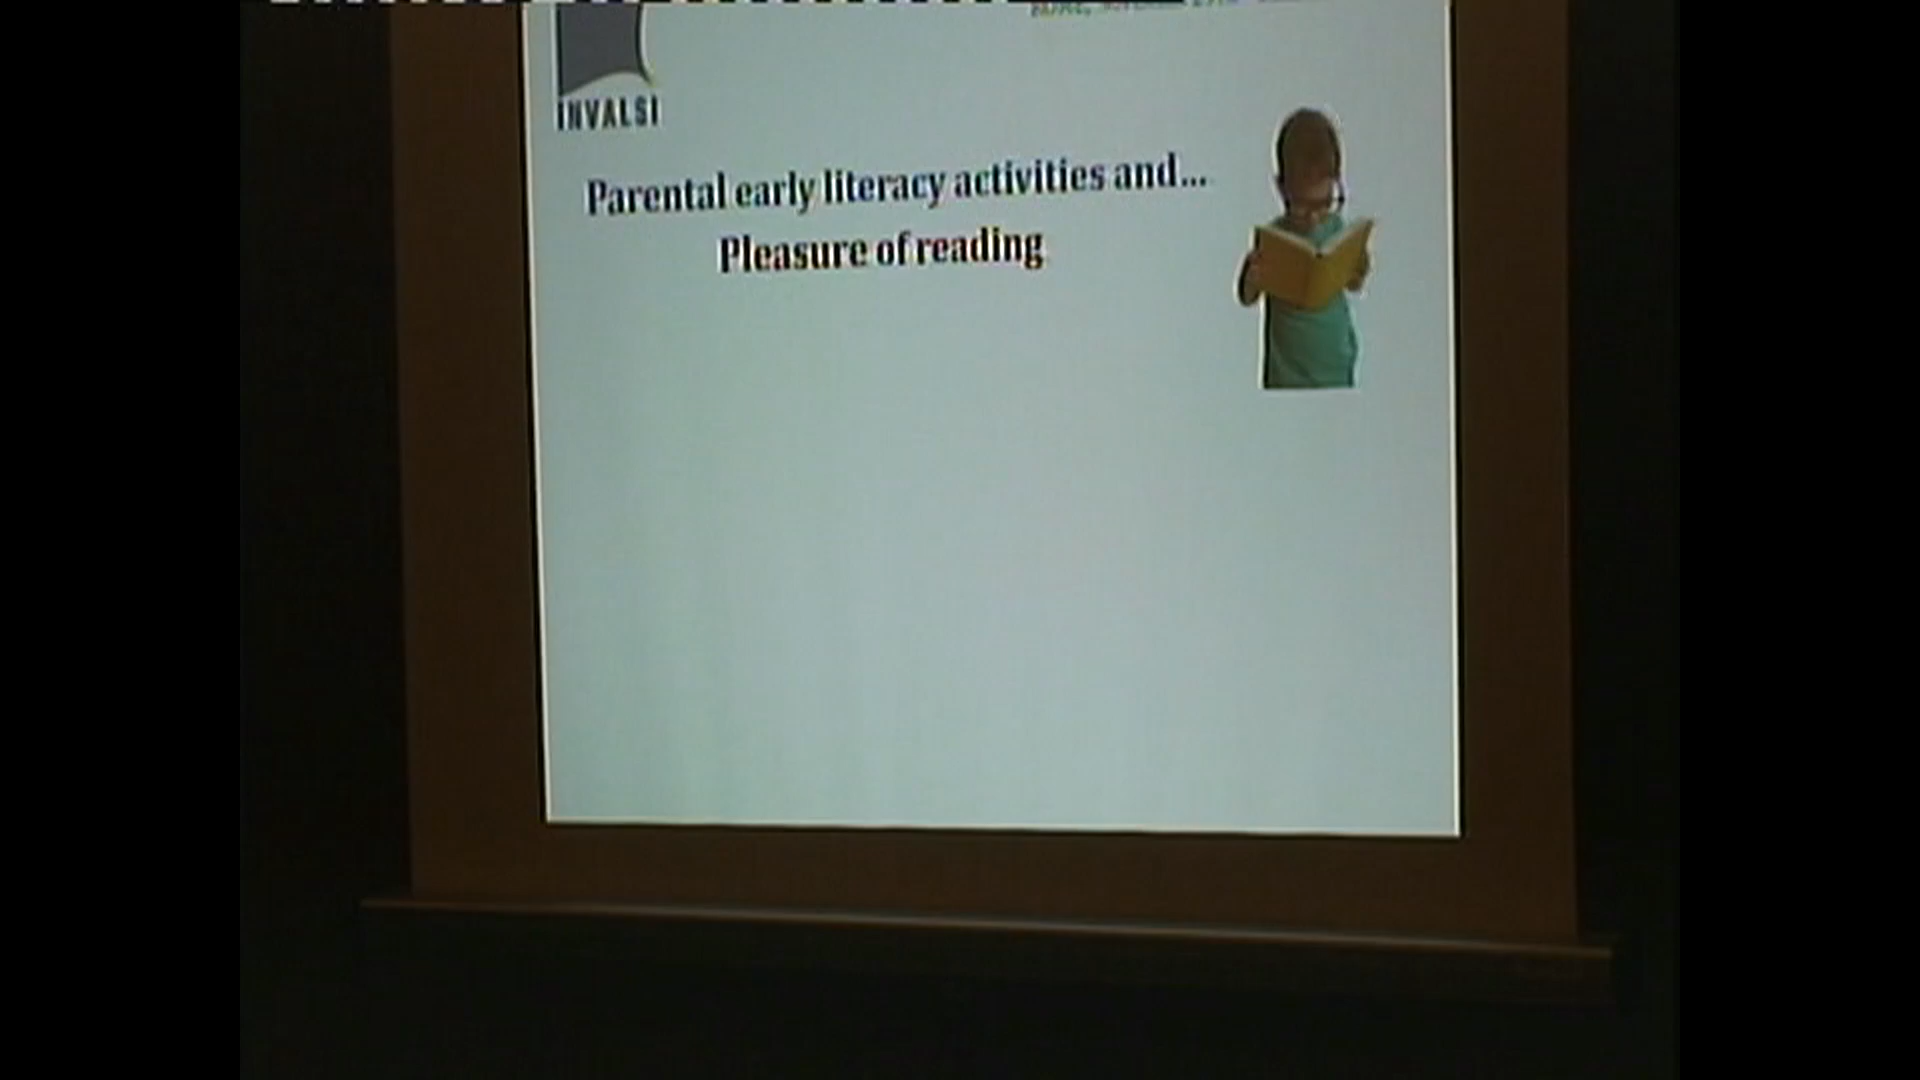 INVALSI
Parental early literacy activities and...
Pleasure of reading